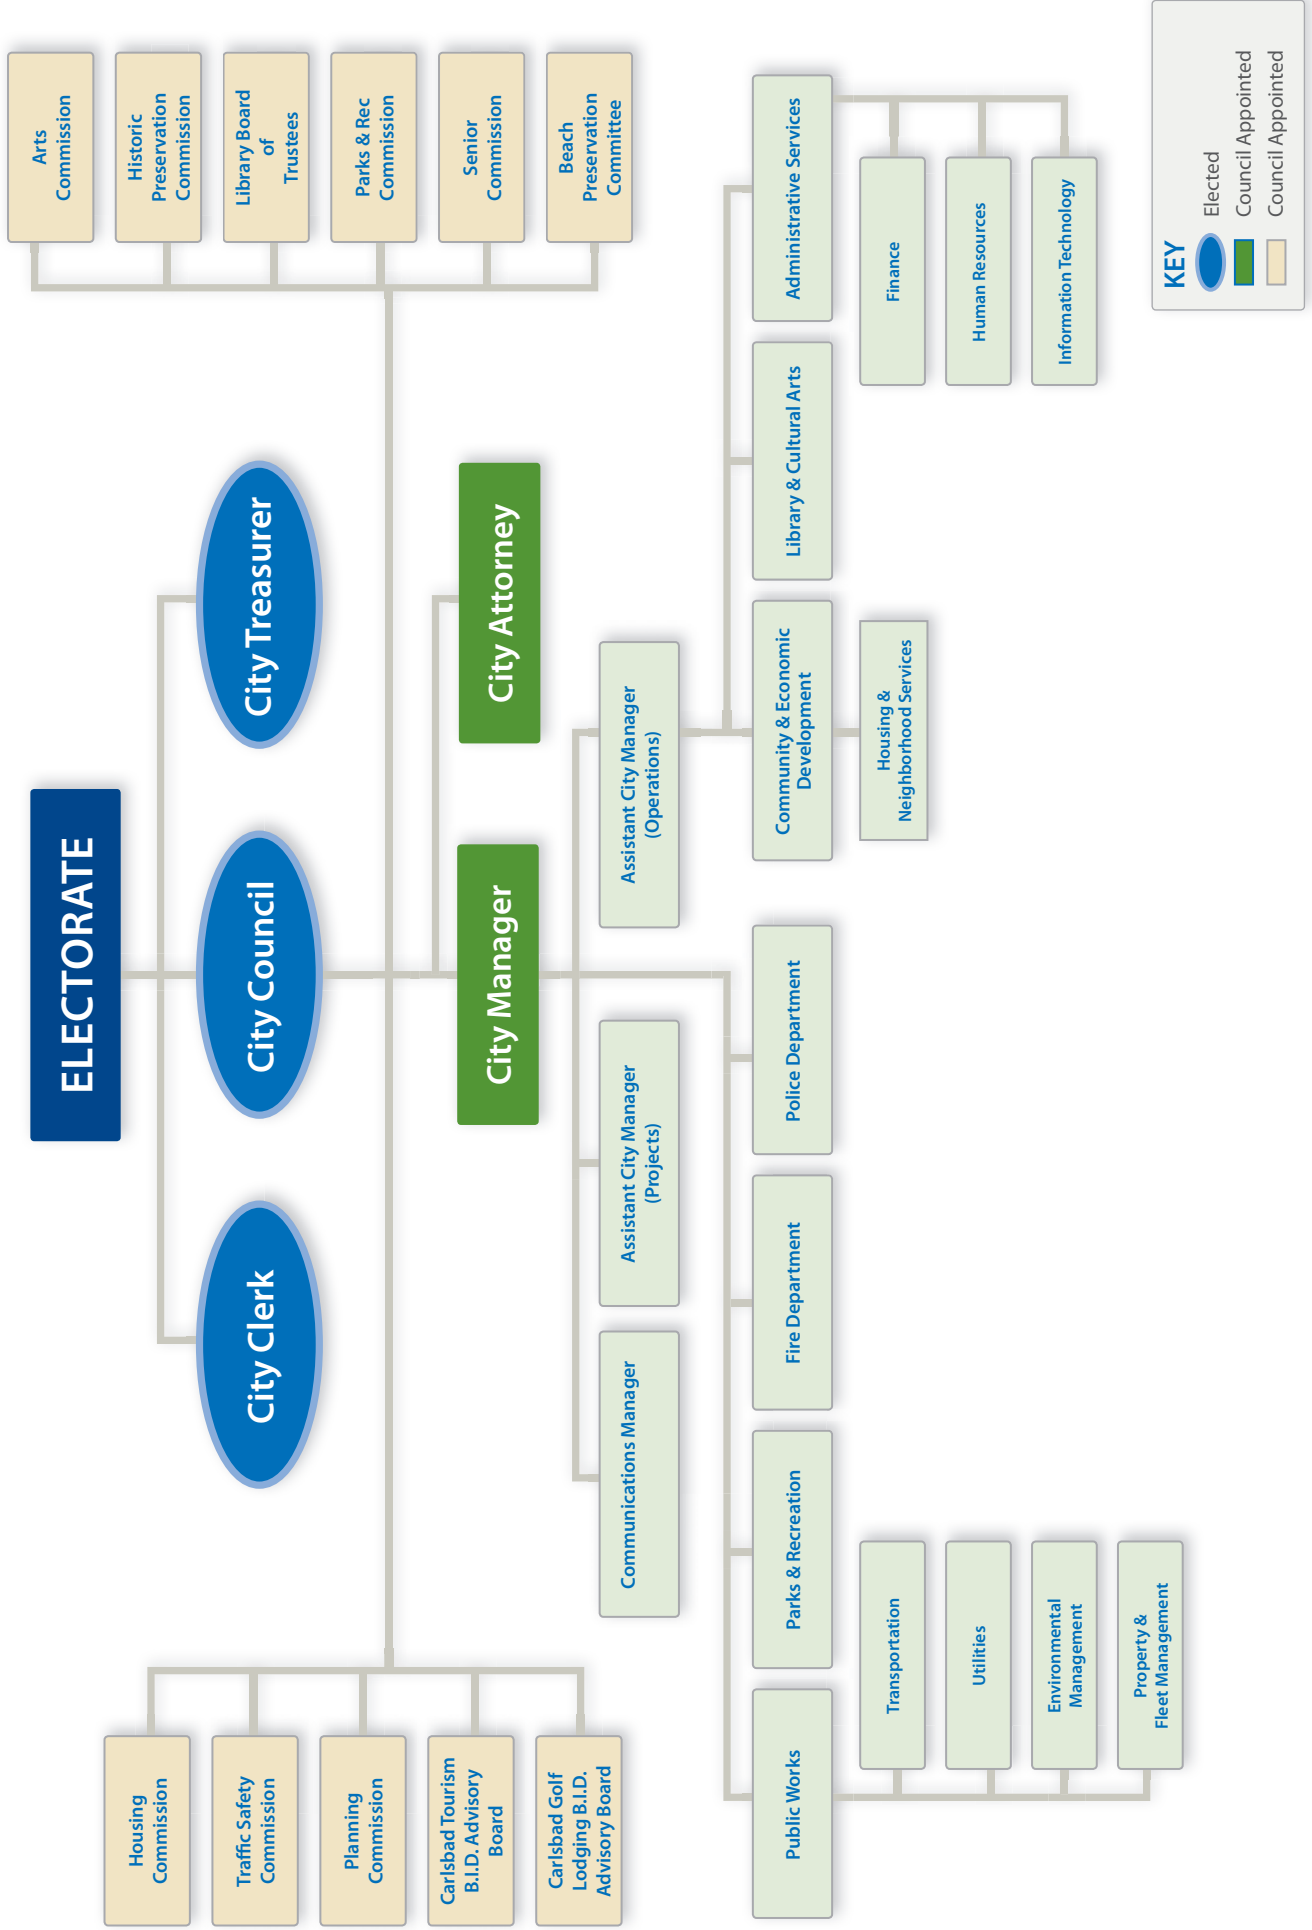 ELECTORATE
City Clerk
City Council
City Treasurer
Housing
Commission
Traffic Safety
Commission
Planning
Commission
Carlsbad Tourism
B.I.D. Advisory
Board
Carlsbad Golf
Lodging B.I.D.
Advisory Board
Arts
Commission
Historic
Preservation
Commission
Library Board
of
Trustees
Parks & Rec
Commission
Senior
Commission
Beach
Preservation
Committee
City Manager
City Attorney
Communications Manager
Assistant City Manager
(Projects)
Assistant City Manager
(Operations)
Public Works
Parks & Recreation
Fire Department
Police Department
Community & Economic
Development
Library & Cultural Arts
Administrative Services
Transportation
Utilities
Environmental
Management
Property &
Fleet Management
Housing &
Neighborhood Services
Finance
Human Resources
Information Technology
KEY
Elected
Council Appointed
Council Appointed